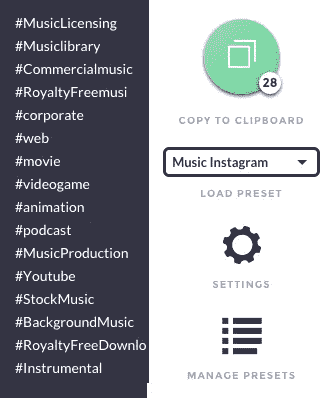 #MusicLicensing
#Musiclibrary
#Commercialmusic
#RoyaltyFreemusi
#corporate
#web
#movie
#videogame
#animation
#podcast
#MusicProduction
#Youtube
#StockMusic
#BackgroundMusic
#RoyaltyFreeDownlo
#Instrumental
28
COPY TO CLIPBOARD
Music Instagram
LOAD PRESET
SETTINGS
MANAGE PRESETS